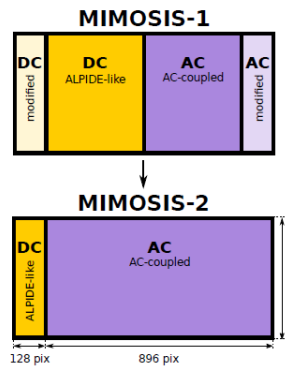 MIMOSIS-1
DC
modified
DC
ALPIDE-like
AC
AC-coupled
AC
modified
MIMOSIS-2
DC
ALPIDE-like
AC
AC-coupled
128 pix
896 pix